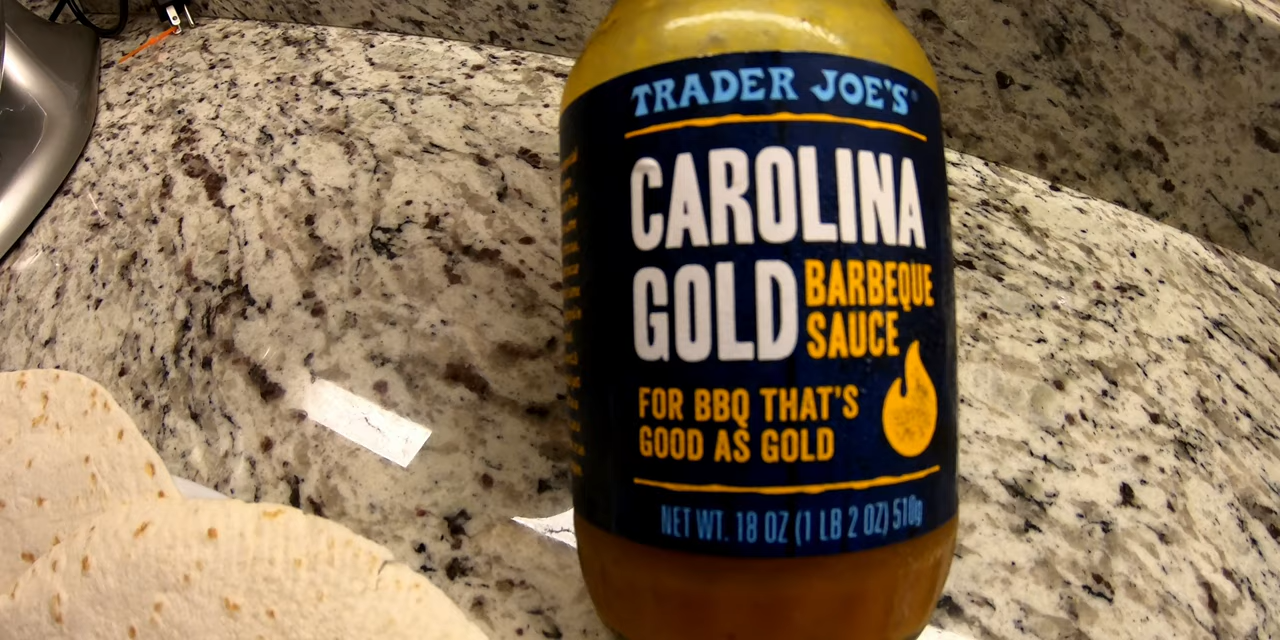 TRADER JOE'S
CAROLINA
GOLD BARBEQUE
SAUCE
FOR BBQ THAT'S
GOOD AS GOLD
NET WT. 18 OZ (1 LB 2 OZ) 510g